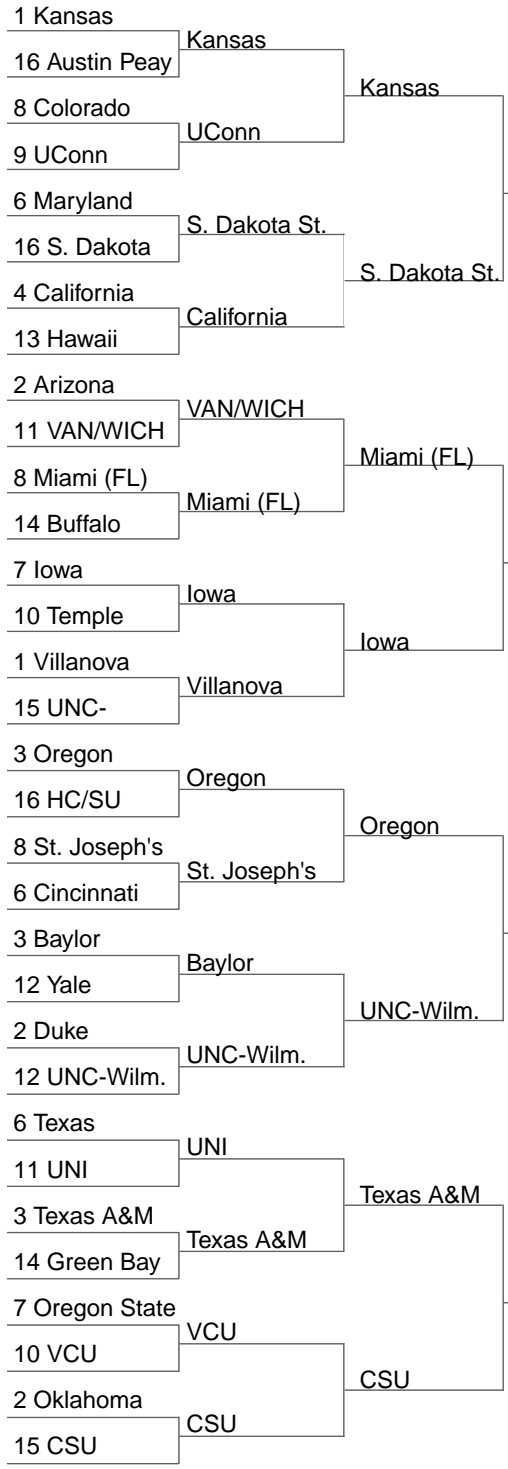 1 Kansas
16 Austin Peay
8 Colorado
9 UConn
6 Maryland
16 S. Dakota
4 California
13 Hawaii
2 Arizona
11 VAN/WICH
8 Miami (FL)
14 Buffalo
7 Iowa
10 Temple
1 Villanova
15 UNC-
3 Oregon
16 HC/SU
8 St. Joseph's
6 Cincinnati
3 Baylor
12 Yale
2 Duke
12 UNC-Wilm.
6 Texas
11 UNI
3 Texas A&M
14 Green Bay
7 Oregon State
10 VCU
2 Oklahoma
15 CSU
Kansas
UConn
S. Dakota St.
California
VAN/WICH
Miami (FL)
Iowa
Villanova
Oregon
St. Joseph's
Baylor
UNC-Wilm.
UNI
Texas A&M
VCU
CSU
Kansas
S. Dakota St.
Miami (FL)
Iowa
Oregon
UNC-Wilm.
Texas A&M
CSU